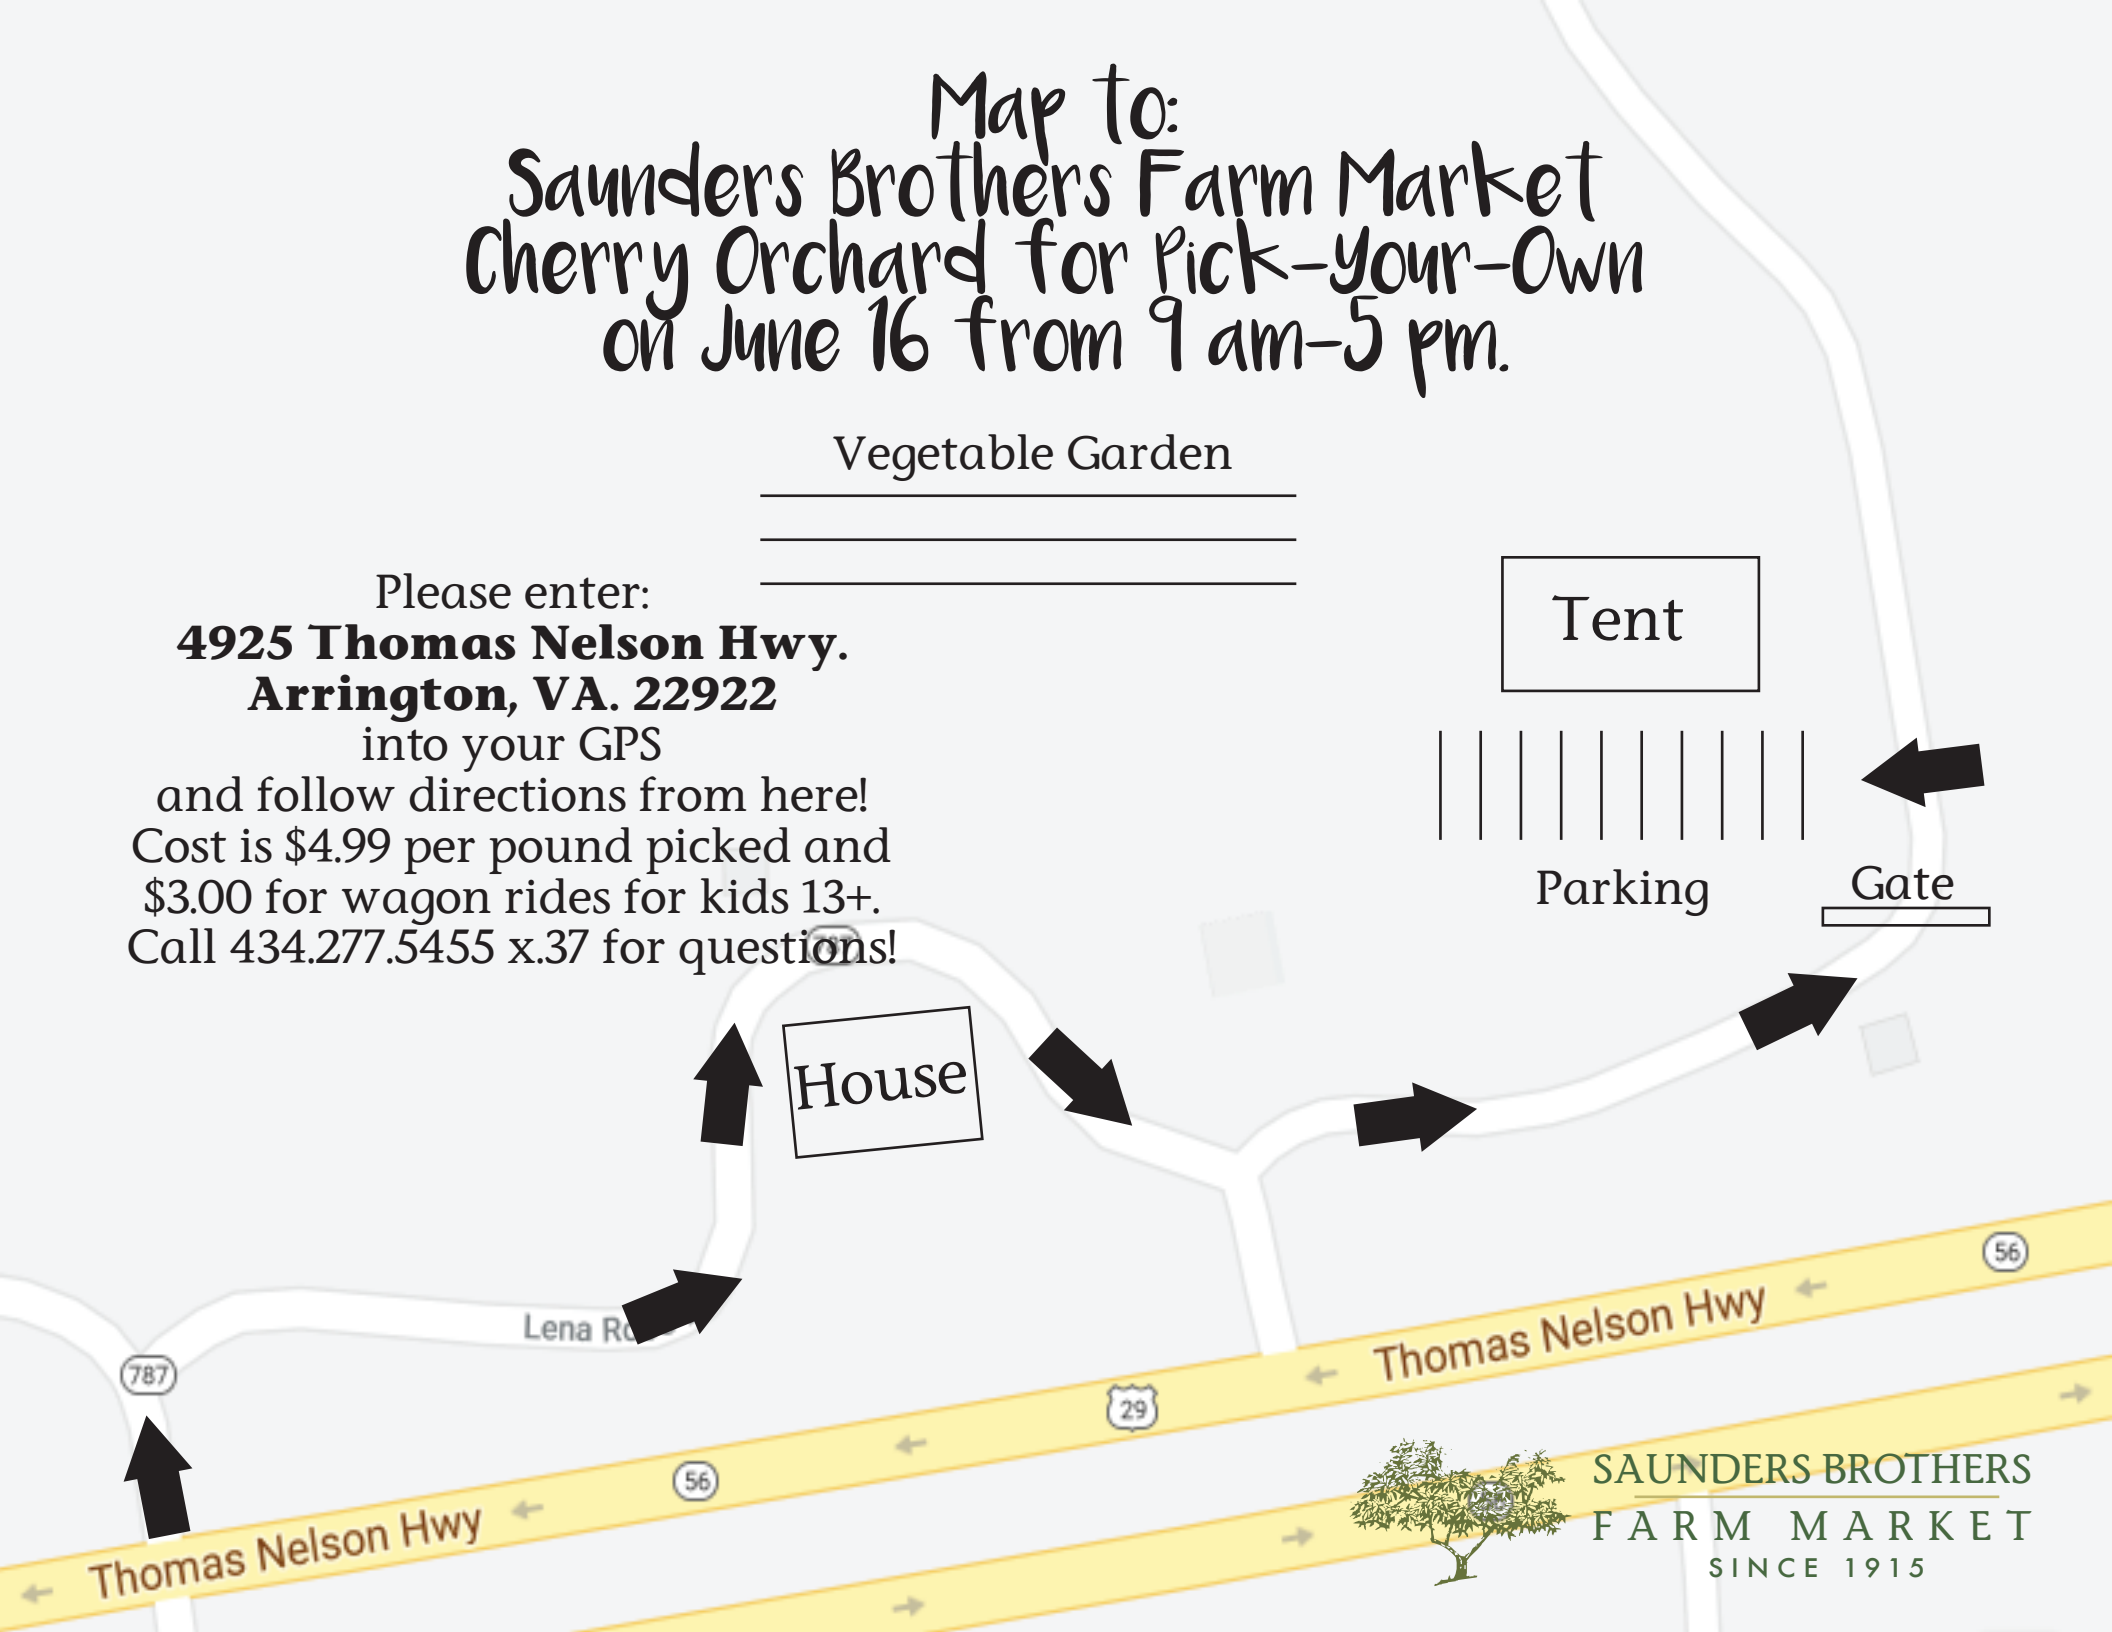 Map to:
Saunders Brothers Farm Market
Cherry Orchard for Pick-Your-Own
on June 16 from 9 am-5 pm.
Vegetable Garden
Please enter:
4925 Thomas Nelson Hwy.
Arrington, VA. 22922
into your GPS
and follow directions from here!
Cost is $4.99 per pound picked and
$3.00 for wagon rides for kids 13+.
Call 434.277.5455 x.37 for questions!
Tent
Parking
Gate
787
House
Lena
787
56
Thomas Nelson Hwy
29
56
Thomas Nelson Hwy
SAUNDERS BROTHERS
FARM MARKET
SINCE 1915